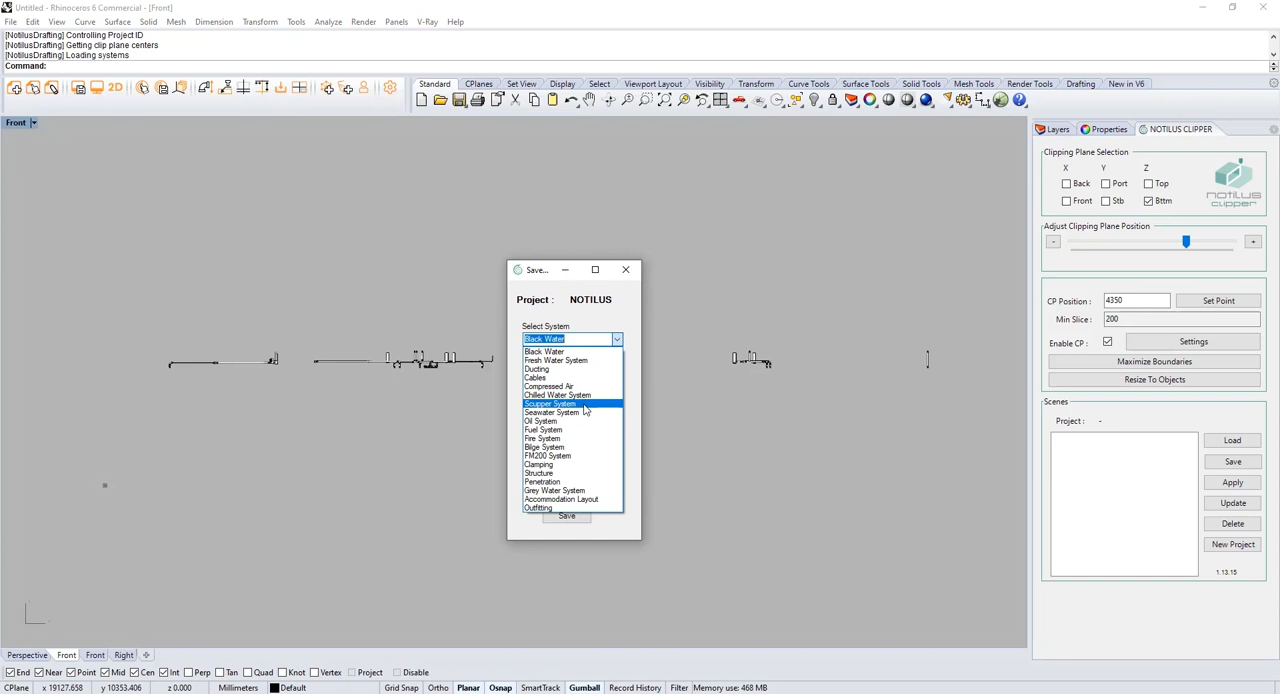 Untitled - Rhinoceros 6 Commercial - [Front]
File Edit View Curve Surface Solid Mesh Dimension Transform Tools Analyze Render Panels V-Ray Help
[NotilusDrafting] Controlling Project ID
[NotilusDrafting] Getting clip plane centers
[NotilusDrafting] Loading systems
Command:
2D
Standard CPlanes Set View Display Select Viewport Layout Visibility Transform Curve Tools Surface Tools Solid Tools Mesh Tools Render Tools Drafting New in V6
Front
Layers Properties NOTILUS CLIPPER
Clipping Plane Selection
X Y Z
Back Port Top
Front Stb Bttm
notilus
clipper
Adjust Clipping Plane Position
- +
CP Position : 4350 Set Point
Min Slice : 200
Enable CP : Settings
Maximize Boundaries
Resize To Objects
Scenes
Project : -
Load
Save
Apply
Update
Delete
New Project
1.13.15
Save...
Project : NOTILUS
Select System
Black Water
Black Water
Fresh Water System
Ducting
Cables
Compressed Air
Chilled Water System
Scupper System
Seawater System
Oil System
Fuel System
Fire System
Bilge System
FM200 System
Clamping
Structure
Penetration
Grey Water System
Accommodation Layout
Outfitting
Save
Perspective Front Front Right
End Near Point Mid Cen Int Perp Tan Quad Knot Vertex Project Disable
CPlane x 19127.658 y 10353.406 z 0.000 Millimeters Default Grid Snap Ortho Planar Osnap SmartTrack Gumball Record History Filter Memory use: 468 MB